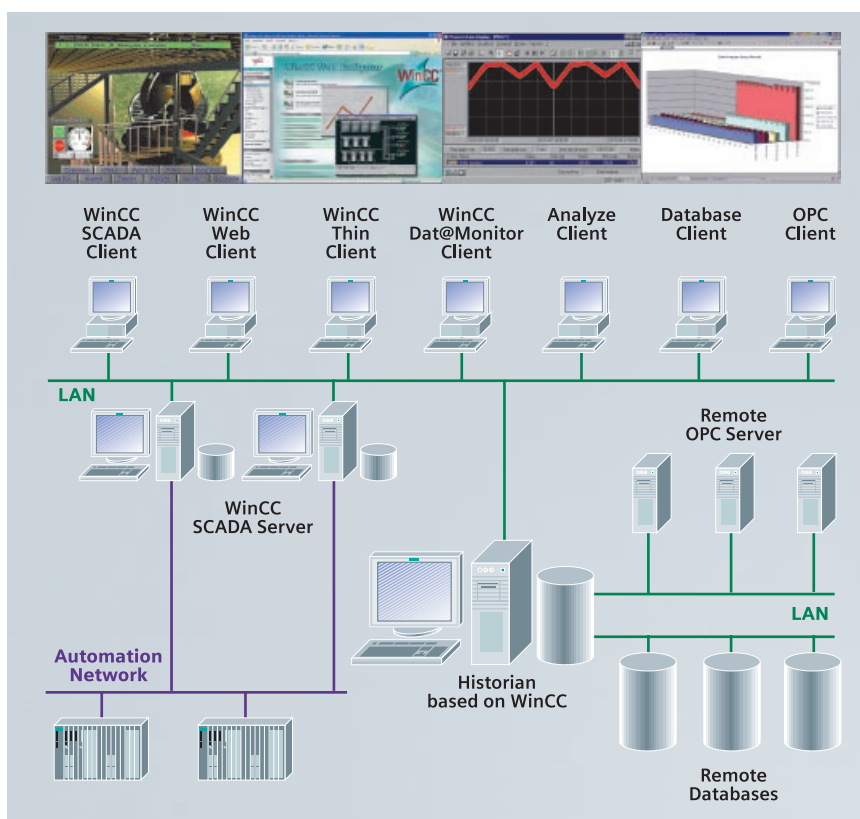 WinCC
WinCC
SCADA
Client
WinCC
Web
Client
WinCC
Thin
Client
WinCC
Dat@Monitor
Client
Analyze
Client
Database
Client
OPC
Client
LAN
Remote
OPC Server
WinCC
SCADA Server
LAN
Automation
Network
Historian
based on WinCC
Remote
Databases